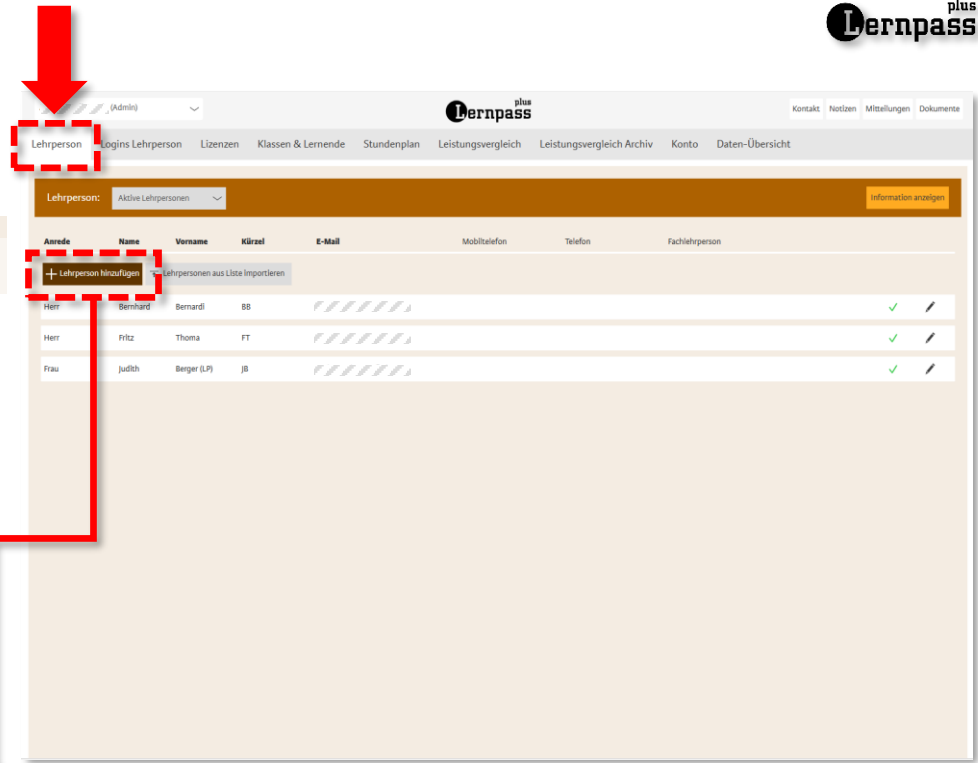 plus
Lernpass
(Admin)
plus
Lernpass
Kontakt Notizen Mitteilungen Dokumente
Lehrperson Logins Lehrperson Lizenzen Klassen & Lernende Stundenplan Leistungsvergleich Leistungsvergleich Archiv Konto Daten-Übersicht
Lehrperson: Aktive Lehrpersonen Information anzeigen
Anrede Name Vorname Kürzel E-Mail Mobiltelefon Telefon Fachlehrperson
Lehrperson hinzufügen Lehrpersonen aus Liste importieren
Herr Bernhard Bernardi BB
Herr Fritz Thoma FT
Frau Judith Berger (LP) JB